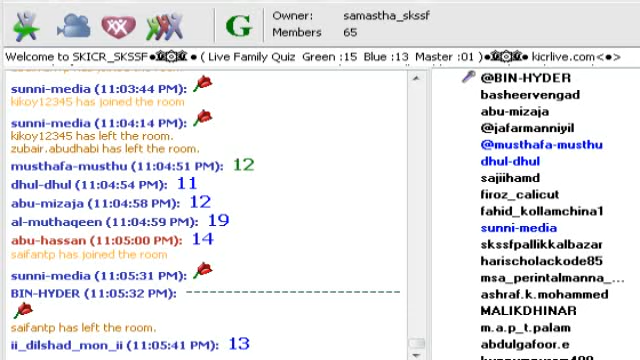 G
Owner: samastha_skssf
Members 65
Welcome to SKICR_SKSSF ( Live Family Quiz Green :15 Blue :13 Master :01 ) kicrlive.com<●>
sunni-media (11:03:44 PM):
kikoy12345 has joined the room
sunni-media (11:04:14 PM):
kikoy12345 has left the room.
zubair.abudhabi has left the room.
musthafa-musthu (11:04:51 PM): 12
dhul-dhul (11:04:54 PM): 11
abu-mizaja (11:04:58 PM): 12
al-muthaqeen (11:04:59 PM): 19
abu-hassan (11:05:00 PM): 14
saifantp has joined the room
sunni-media (11:05:31 PM):
BIN-HYDER (11:05:32 PM): --------------------------------
saifantp has left the room.
ii_dilshad_mon_ii (11:05:41 PM): 13
@BIN-HYDER
basheervengad
abu-mizaja
@jafarmanniyil
@musthafa-musthu
dhul-dhul
sajiihamd
firoz_calicut
fahid_kollamchina1
sunni-media
skssfpallikkalbazar
harischolackode85
msa_perintalmanna_...
ashraf.k.mohammed
MALIKDHINAR
m.a.p_t.palam
abdulgafoor.e